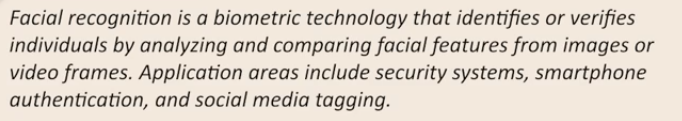 Facial recognition is a biometric technology that identifies or verifies
individuals by analyzing and comparing facial features from images or
video frames. Application areas include security systems, smartphone
authentication, and social media tagging.